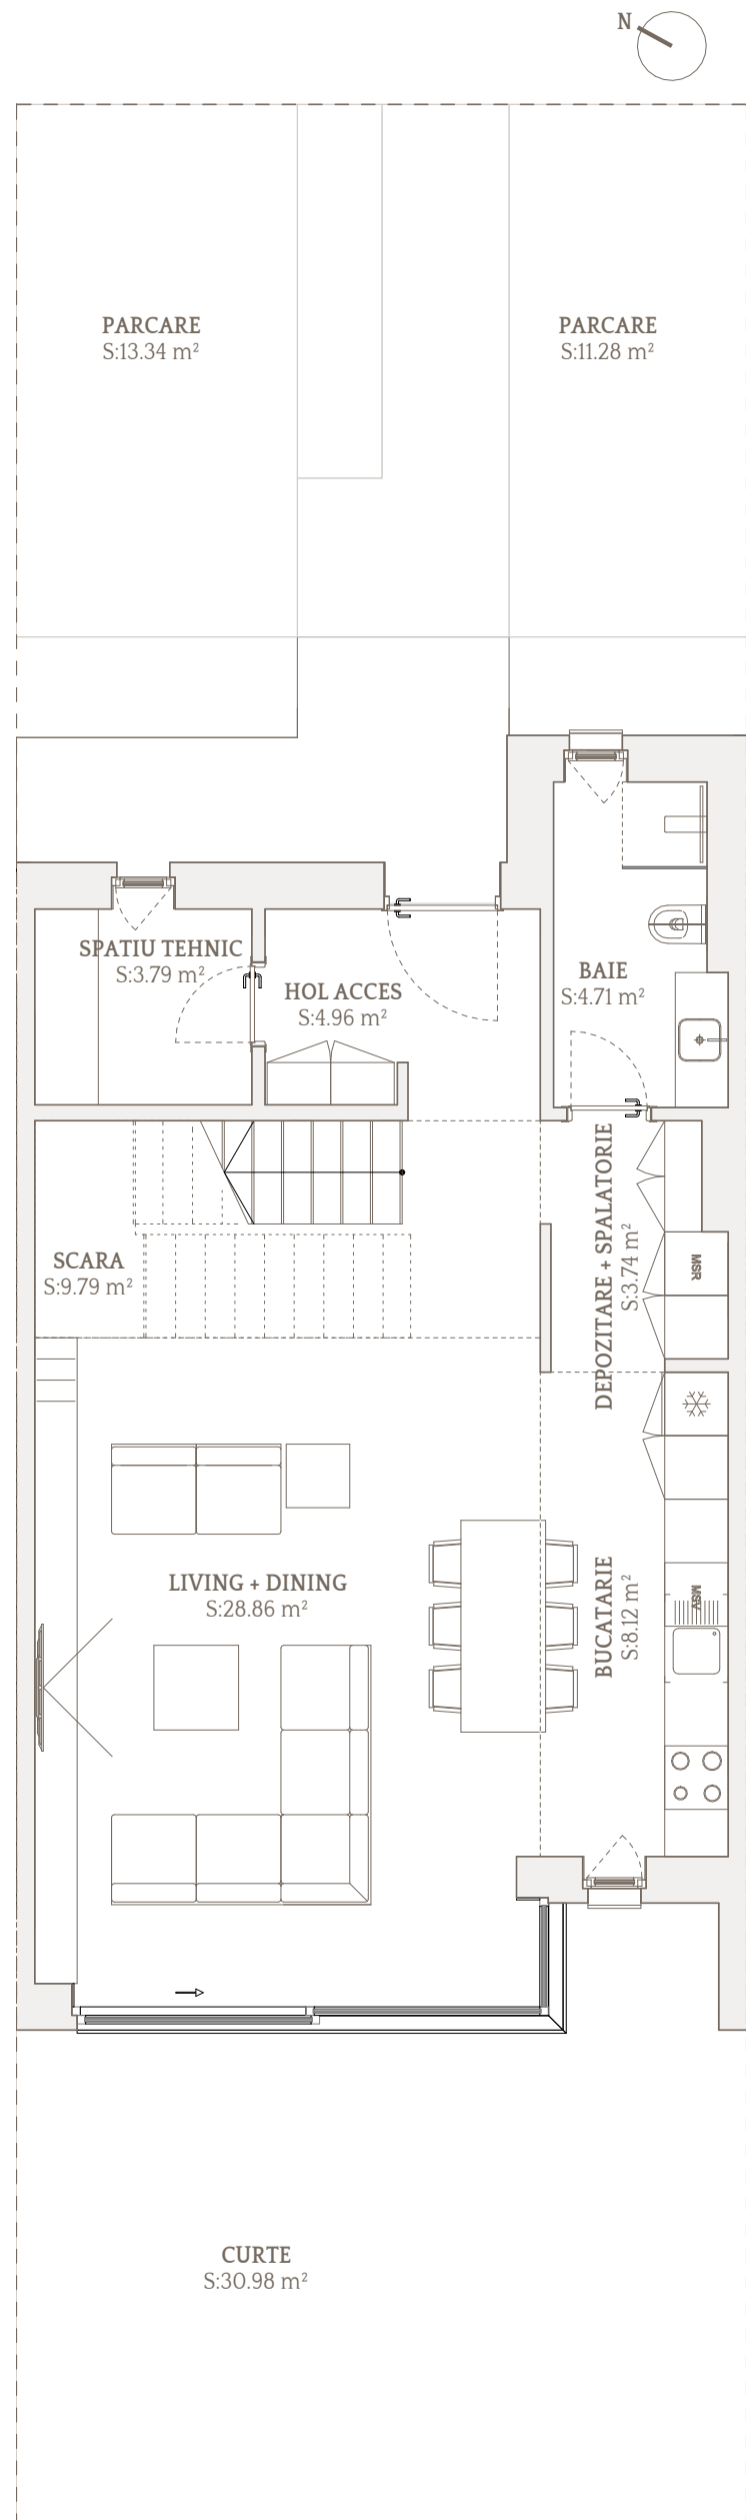 N
PARCARE
S:13.34 m²
PARCARE
S:11.28 m²
SPATIU TEHNIC
S:3.79 m²
HOL ACCES
S:4.96 m²
BAIE
S:4.71 m²
DEPOZITARE + SPALATORIE
S:3.74 m²
SCARA
S:9.79 m²
MSR
LIVING + DINING
S:28.86 m²
BUCATARIE
S:8.12 m²
MSV
CURTE
S:30.98 m²